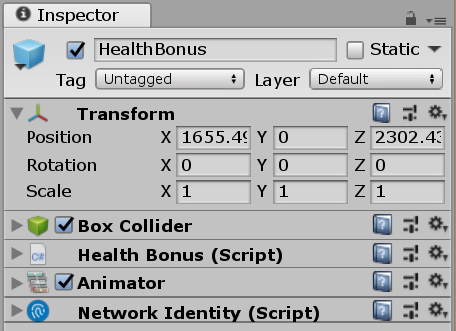 Inspector
HealthBonus Static
Tag Untagged Layer Default
Transform
Position X 1655.49 Y 0 Z 2302.43
Rotation X 0 Y 0 Z 0
Scale X 1 Y 1 Z 1
Box Collider
C# Health Bonus (Script)
Animator
Network Identity (Script)